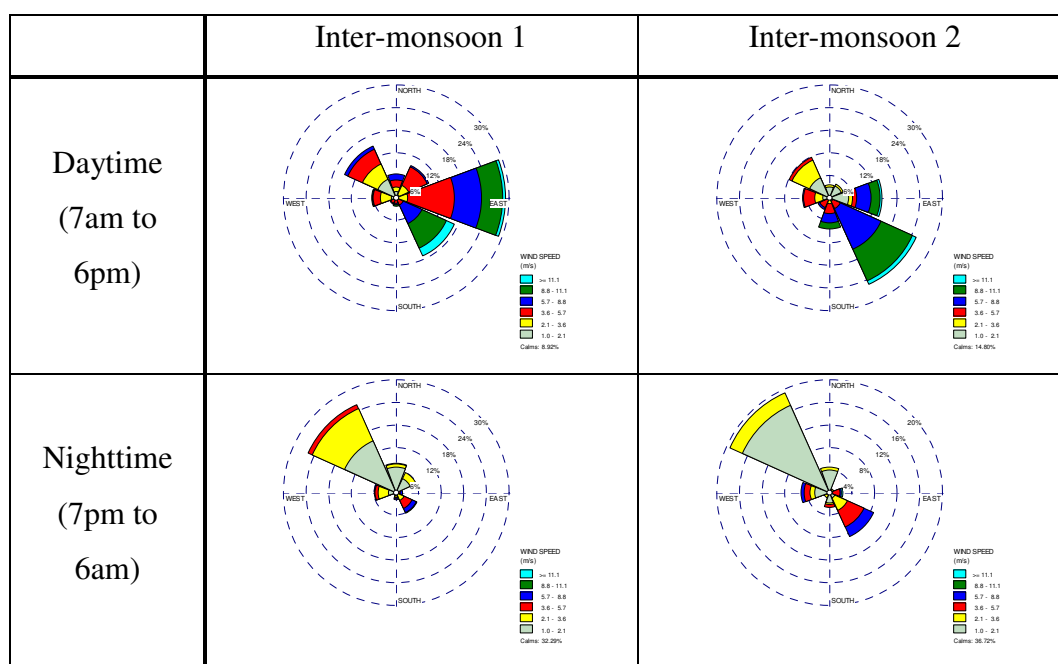 Inter-monsoon 1
Inter-monsoon 2
Daytime
(7am to
6pm)
NORTH
30%
24%
18%
12%
6%
WEST
EAST
SOUTH
WIND SPEED
(m/s)
>= 11.1
8.8 - 11.1
5.7 - 8.8
3.6 - 5.7
2.1 - 3.6
1.0 - 2.1
Calms: 8.92%
NORTH
30%
24%
18%
12%
6%
WEST
EAST
SOUTH
WIND SPEED
(m/s)
>= 11.1
8.8 - 11.1
5.7 - 8.8
3.6 - 5.7
2.1 - 3.6
1.0 - 2.1
Calms: 14.80%
Nighttime
(7pm to
6am)
NORTH
30%
24%
18%
12%
6%
WEST
EAST
SOUTH
WIND SPEED
(m/s)
>= 11.1
8.8 - 11.1
5.7 - 8.8
3.6 - 5.7
2.1 - 3.6
1.0 - 2.1
Calms: 32.29%
NORTH
20%
16%
12%
8%
4%
WEST
EAST
SOUTH
WIND SPEED
(m/s)
>= 11.1
8.8 - 11.1
5.7 - 8.8
3.6 - 5.7
2.1 - 3.6
1.0 - 2.1
Calms: 36.72%